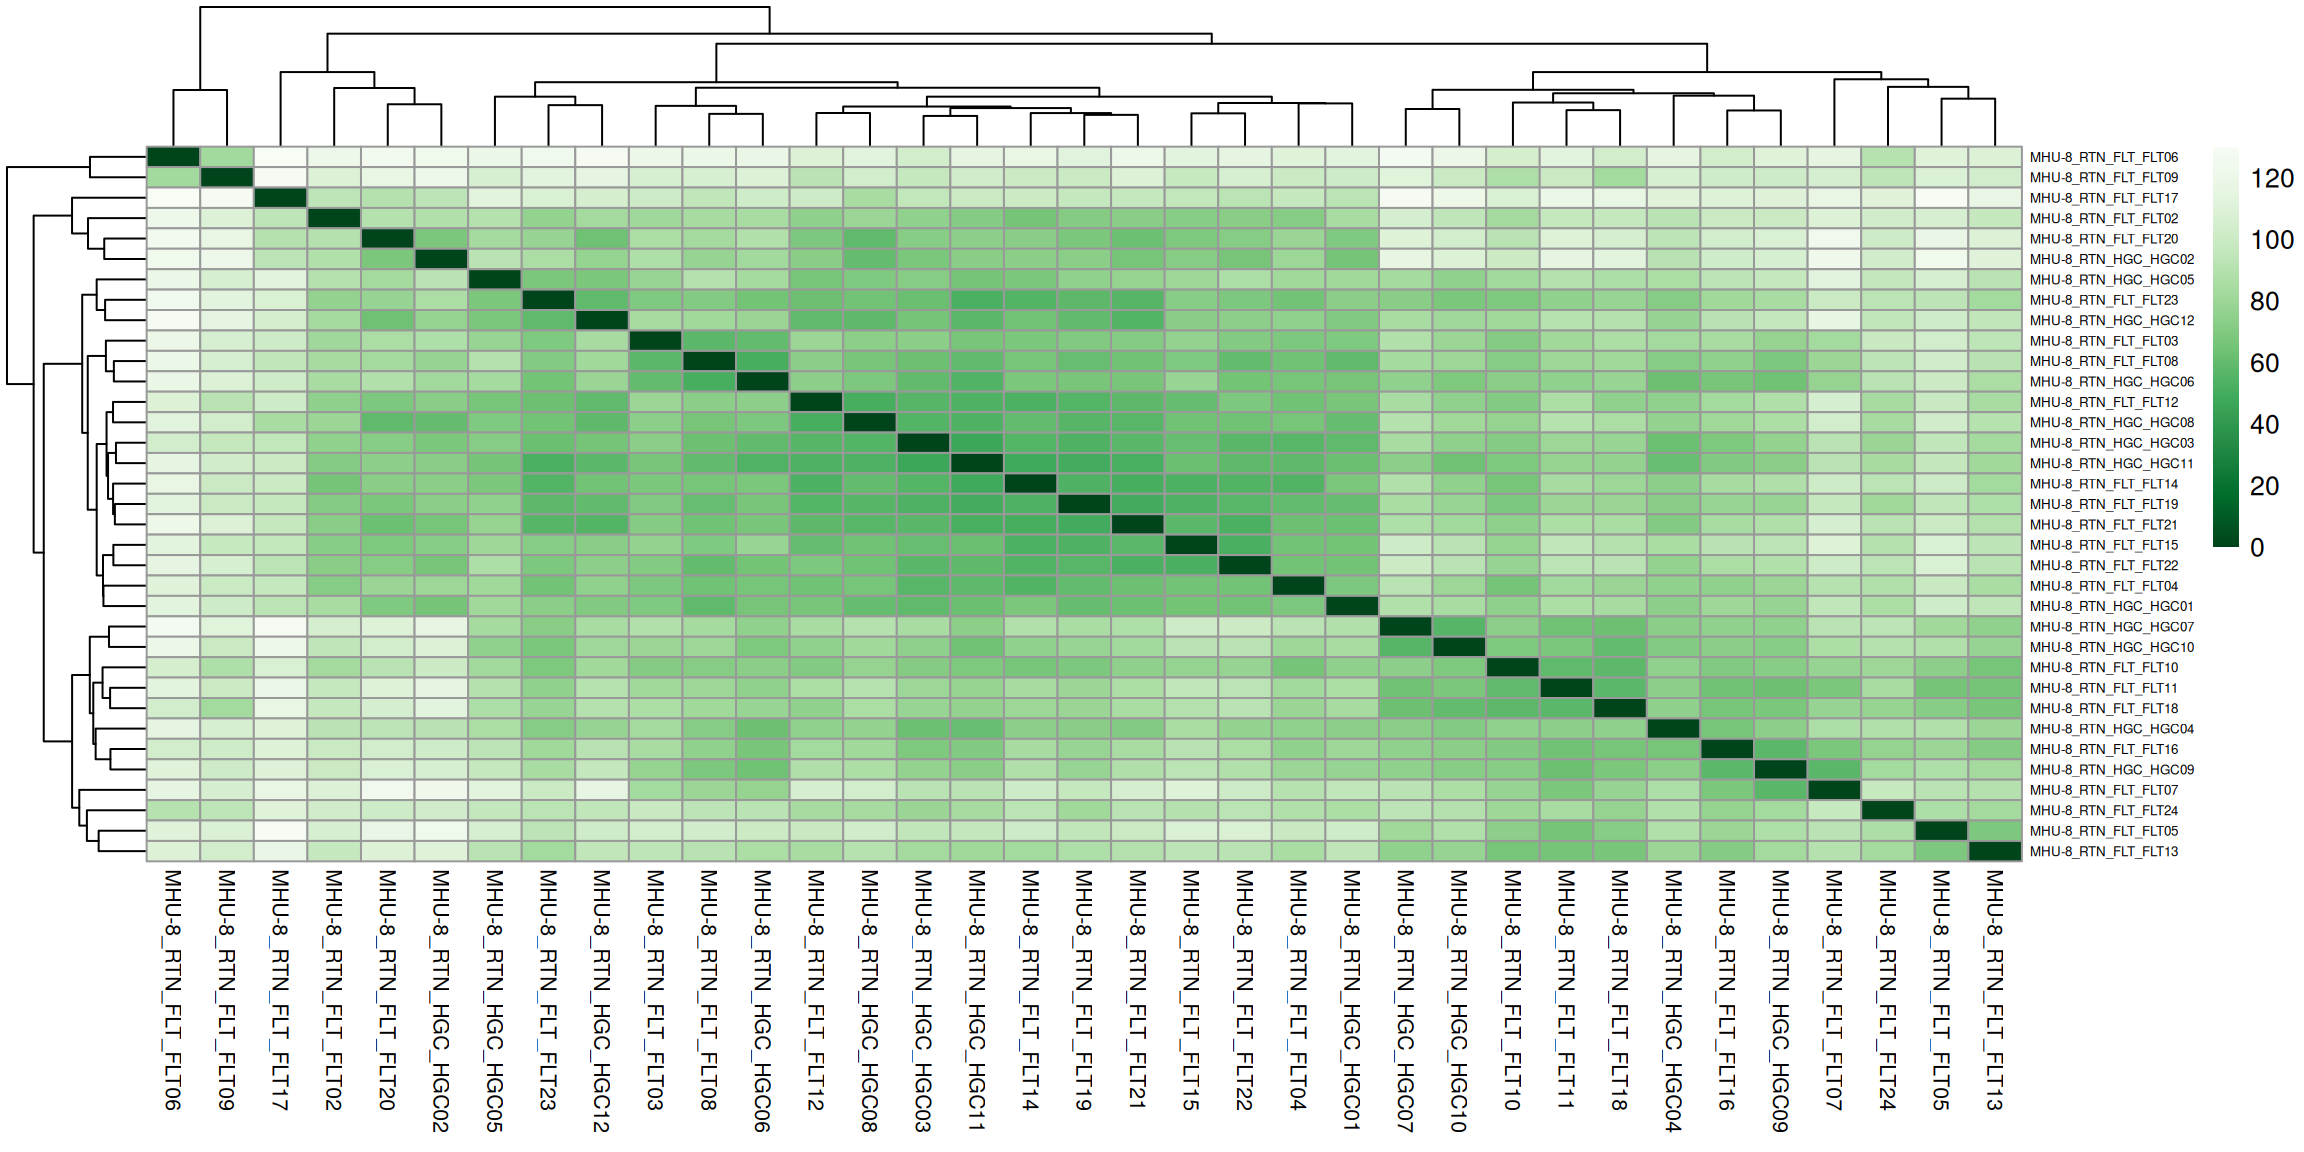 MHU-8_RTN_FLT_FLT06
MHU-8_RTN_FLT_FLT09
MHU-8_RTN_FLT_FLT17
MHU-8_RTN_FLT_FLT02
MHU-8_RTN_FLT_FLT20
MHU-8_RTN_HGC_HGC02
MHU-8_RTN_HGC_HGC05
MHU-8_RTN_FLT_FLT23
MHU-8_RTN_HGC_HGC12
MHU-8_RTN_FLT_FLT03
MHU-8_RTN_FLT_FLT08
MHU-8_RTN_HGC_HGC06
MHU-8_RTN_FLT_FLT12
MHU-8_RTN_HGC_HGC08
MHU-8_RTN_HGC_HGC03
MHU-8_RTN_HGC_HGC11
MHU-8_RTN_FLT_FLT14
MHU-8_RTN_FLT_FLT19
MHU-8_RTN_FLT_FLT21
MHU-8_RTN_FLT_FLT15
MHU-8_RTN_FLT_FLT22
MHU-8_RTN_FLT_FLT04
MHU-8_RTN_HGC_HGC01
MHU-8_RTN_HGC_HGC07
MHU-8_RTN_HGC_HGC10
MHU-8_RTN_FLT_FLT10
MHU-8_RTN_FLT_FLT11
MHU-8_RTN_FLT_FLT18
MHU-8_RTN_HGC_HGC04
MHU-8_RTN_FLT_FLT16
MHU-8_RTN_HGC_HGC09
MHU-8_RTN_FLT_FLT07
MHU-8_RTN_FLT_FLT24
MHU-8_RTN_FLT_FLT05
MHU-8_RTN_FLT_FLT13
120
100
80
60
40
20
0
MHU-8_RTN_FLT_FLT06
MHU-8_RTN_FLT_FLT09
MHU-8_RTN_FLT_FLT17
MHU-8_RTN_FLT_FLT02
MHU-8_RTN_FLT_FLT20
MHU-8_RTN_HGC_HGC02
MHU-8_RTN_HGC_HGC05
MHU-8_RTN_FLT_FLT23
MHU-8_RTN_HGC_HGC12
MHU-8_RTN_FLT_FLT03
MHU-8_RTN_FLT_FLT08
MHU-8_RTN_HGC_HGC06
MHU-8_RTN_FLT_FLT12
MHU-8_RTN_HGC_HGC08
MHU-8_RTN_HGC_HGC03
MHU-8_RTN_HGC_HGC11
MHU-8_RTN_FLT_FLT14
MHU-8_RTN_FLT_FLT19
MHU-8_RTN_FLT_FLT21
MHU-8_RTN_FLT_FLT15
MHU-8_RTN_FLT_FLT22
MHU-8_RTN_FLT_FLT04
MHU-8_RTN_HGC_HGC01
MHU-8_RTN_HGC_HGC07
MHU-8_RTN_HGC_HGC10
MHU-8_RTN_FLT_FLT10
MHU-8_RTN_FLT_FLT11
MHU-8_RTN_FLT_FLT18
MHU-8_RTN_HGC_HGC04
MHU-8_RTN_FLT_FLT16
MHU-8_RTN_HGC_HGC09
MHU-8_RTN_FLT_FLT07
MHU-8_RTN_FLT_FLT24
MHU-8_RTN_FLT_FLT05
MHU-8_RTN_FLT_FLT13